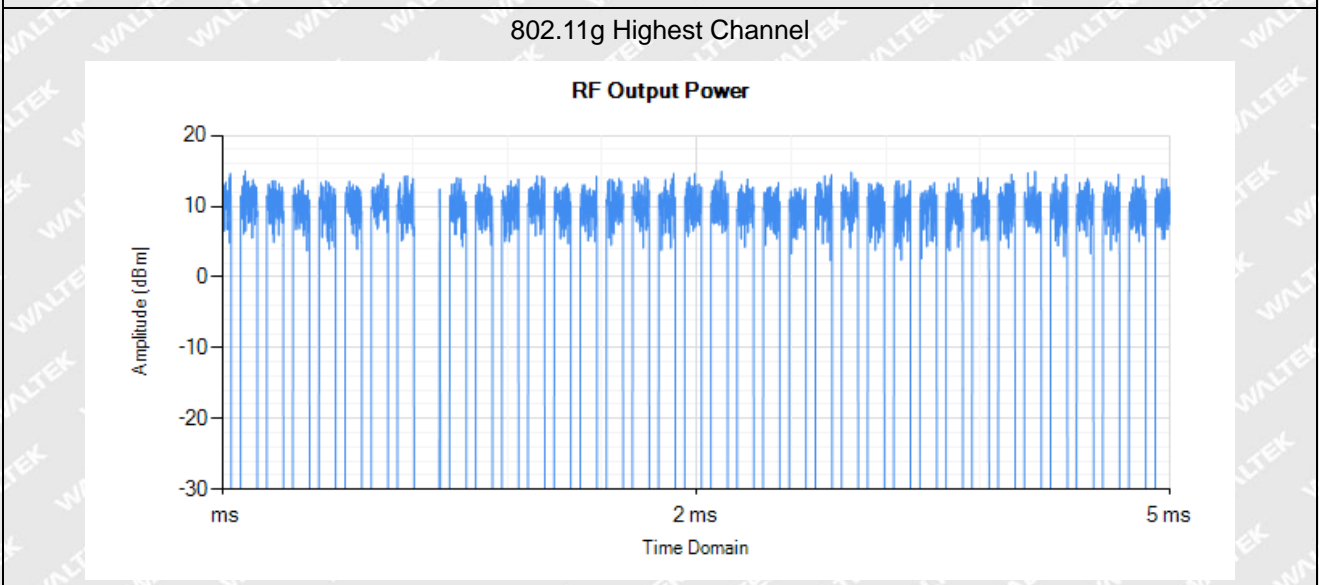 802.11g Highest Channel
RF Output Power
20
10
0
-10
-20
-30
Amplitude (dBm)
ms
2 ms
5 ms
Time Domain
WALTEK